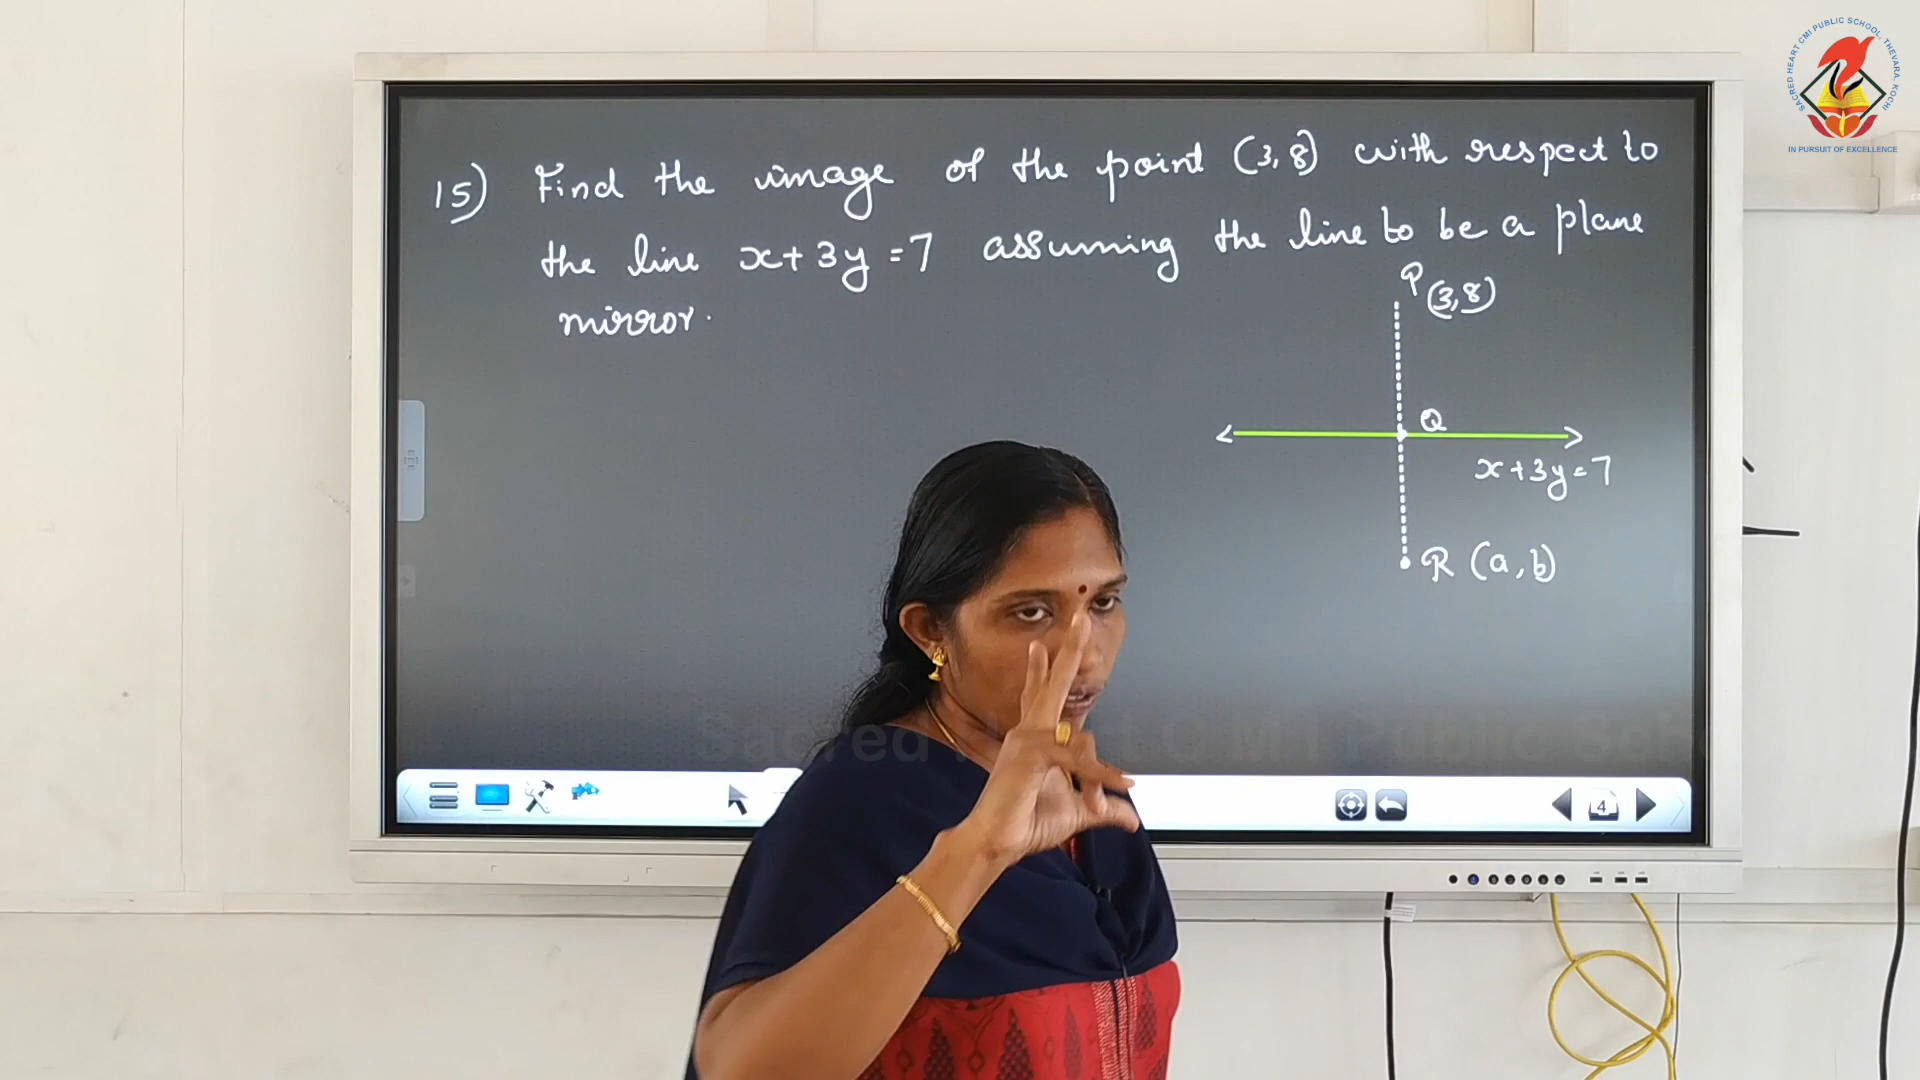 SACRED HEART CMI PUBLIC SCHOOL, THEVARA, KOCHI
IN PURSUIT OF EXCELLENCE
15) Find the image of the point (3,8) with respect to
the line x+3y=7 assuming the line to be a plane
mirror.
P
(3,8)
Q
x+3y=7
R (a,b)
Sacred
C M I Public
4